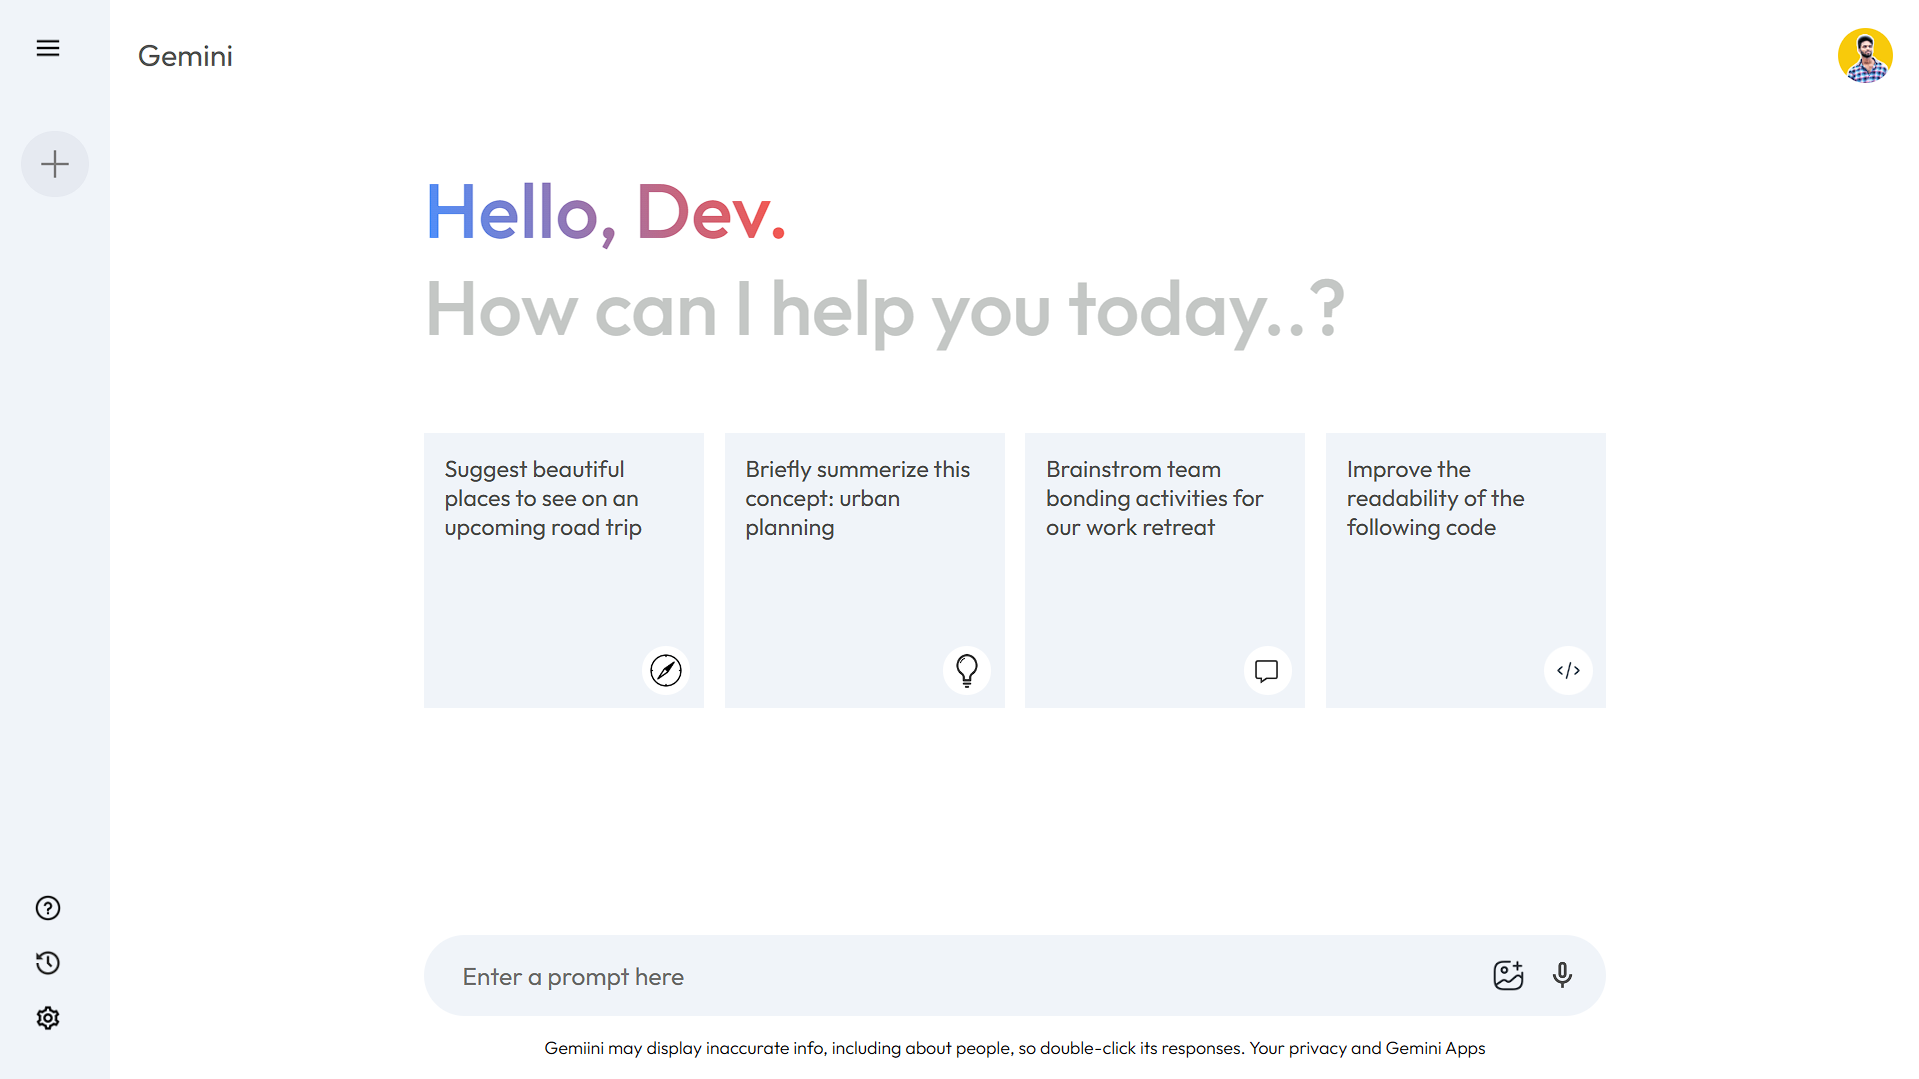 Gemini
Hello, Dev.
How can I help you today..?
Suggest beautiful
places to see on an
upcoming road trip
Briefly summerize this
concept: urban
planning
Brainstrom team
bonding activities for
our work retreat
Improve the
readability of the
following code
Enter a prompt here
Gemiini may display inaccurate info, including about people, so double-click its responses. Your privacy and Gemini Apps